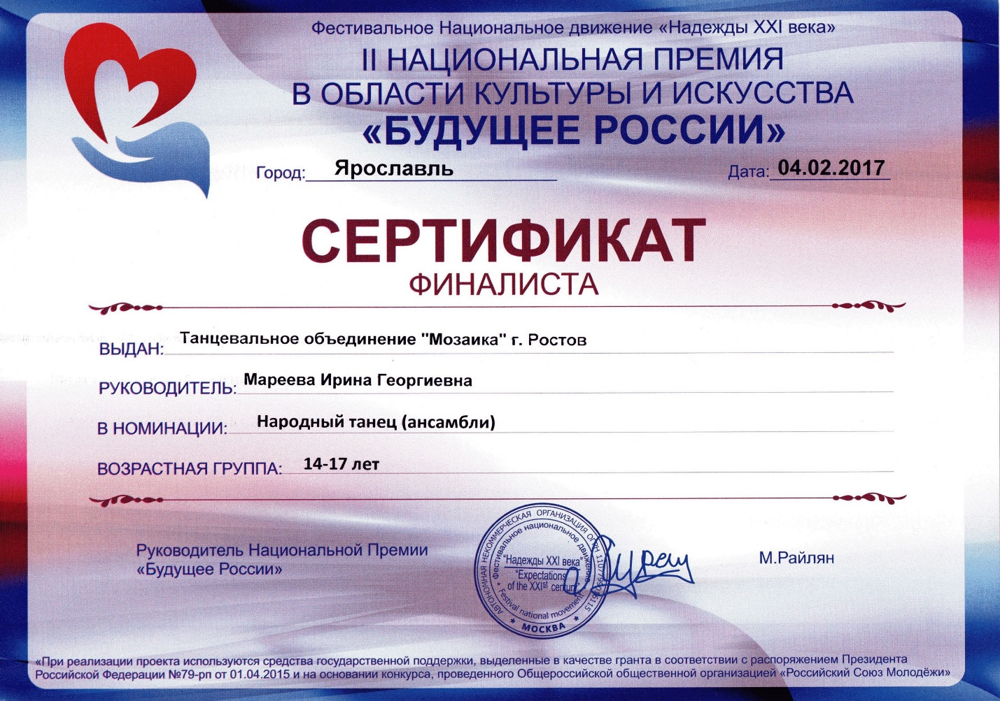 Фестивальное Национальное движение «Надежды XXI века»
II НАЦИОНАЛЬНАЯ ПРЕМИЯ
В ОБЛАСТИ КУЛЬТУРЫ И ИСКУССТВА
«БУДУЩЕЕ РОССИИ»
Город: Ярославль Дата: 04.02.2017
СЕРТИФИКАТ
ФИНАЛИСТА
ВЫДАН: Танцевальное объединение "Мозаика" г. Ростов
РУКОВОДИТЕЛЬ: Мареева Ирина Георгиевна
В НОМИНАЦИИ: Народный танец (ансамбли)
ВОЗРАСТНАЯ ГРУППА: 14-17 лет
Руководитель Национальной Премии
«Будущее России»
АВТОНОМНАЯ НЕКОММЕРЧЕСКАЯ ОРГАНИЗАЦИЯ ОГРН
Фестивальное национальное движение
"Надежды XXI века"
"Expectations
of the XXIst century"
Festival national movement
* МОСКВА *
М.Райлян
«При реализации проекта используются средства государственной поддержки, выделенные в качестве гранта в соответствии с распоряжением Президента
Российской Федерации №79-рп от 01.04.2015 и на основании конкурса, проведенного Общероссийской общественной организацией «Российский Союз Молодёжи»